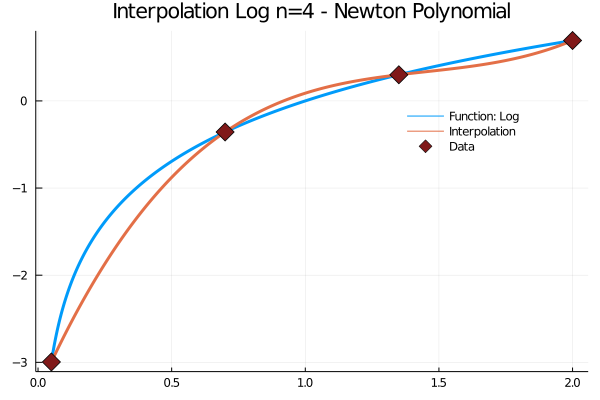 Interpolation Log n=4 - Newton Polynomial
0
−1
−2
−3
Function: Log
Interpolation
Data
0.0 0.5 1.0 1.5 2.0